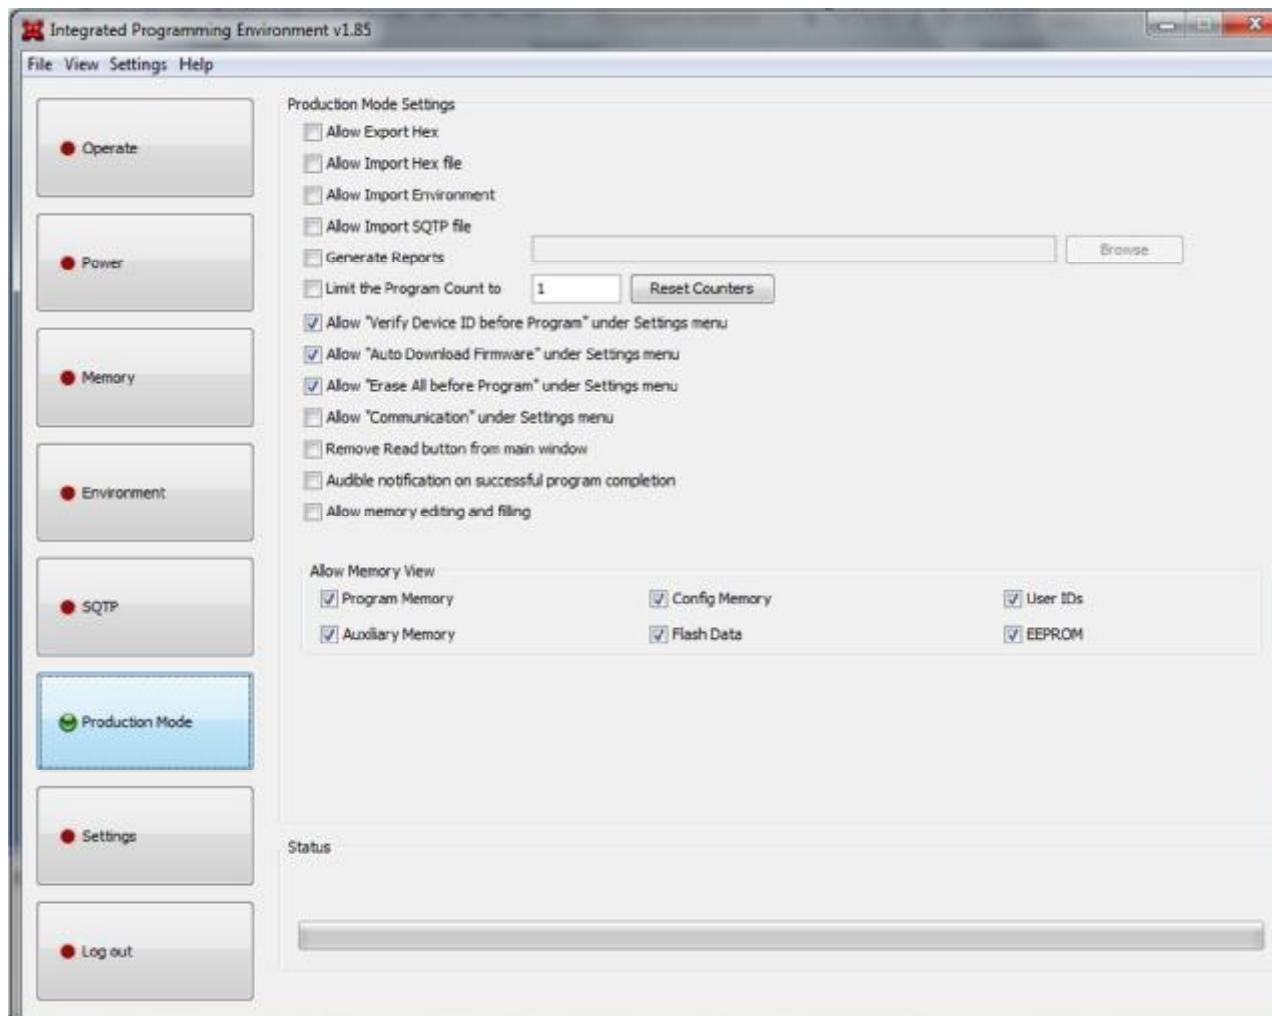 Integrated Programming Environment v1.85
File View Settings Help
Operate
Power
Memory
Environment
SQTP
Production Mode
Settings
Log out
Production Mode Settings
Allow Export Hex
Allow Import Hex file
Allow Import Environment
Allow Import SQTP file
Generate Reports Browse
Limit the Program Count to 1 Reset Counters
Allow "Verify Device ID before Program" under Settings menu
Allow "Auto Download Firmware" under Settings menu
Allow "Erase All before Program" under Settings menu
Allow "Communication" under Settings menu
Remove Read button from main window
Audible notification on successful program completion
Allow memory editing and filling
Allow Memory View
Program Memory Config Memory User IDs
Auxiliary Memory Flash Data EEPROM
Status